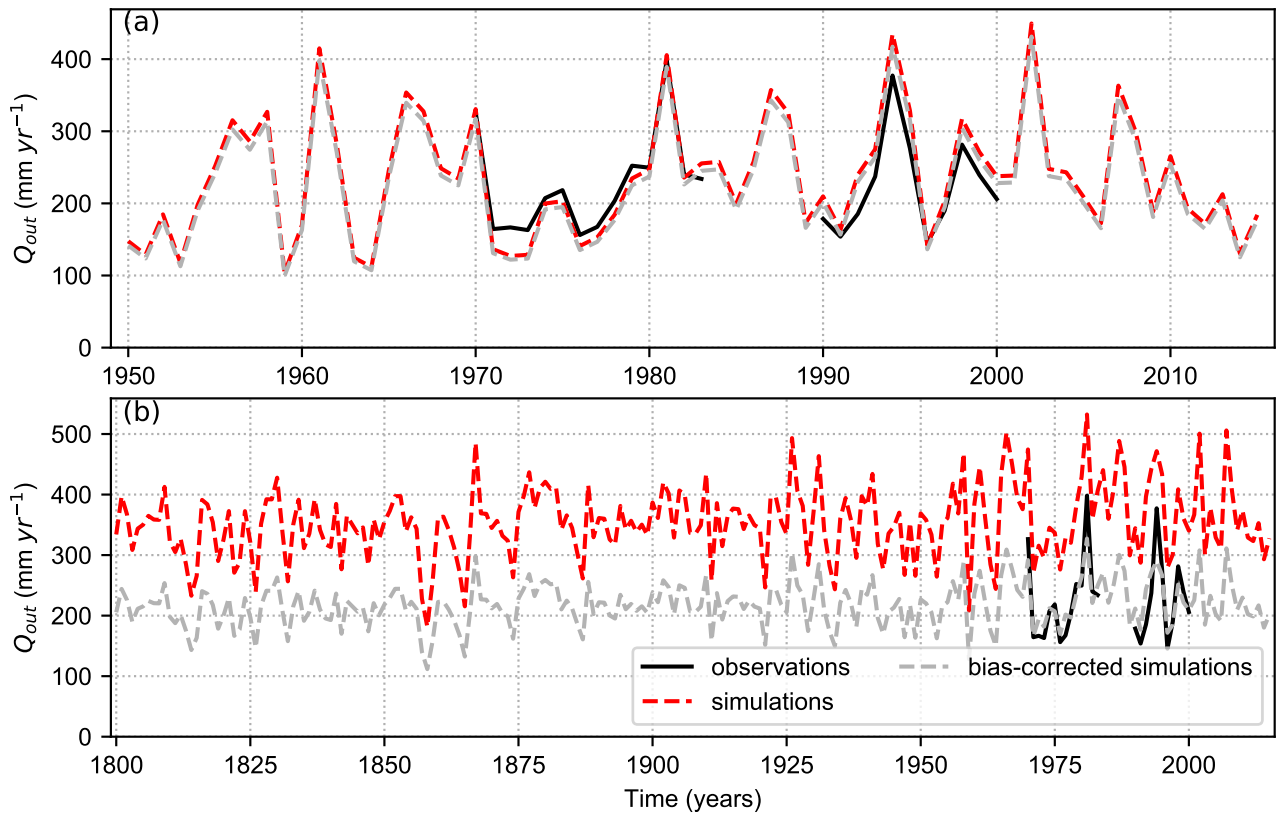 (a)
Q_out (mm yr⁻¹)
400
300
200
100
0
1950 1960 1970 1980 1990 2000 2010
(b)
Q_out (mm yr⁻¹)
500
400
300
200
100
0
observations bias-corrected simulations
simulations
1800 1825 1850 1875 1900 1925 1950 1975 2000
Time (years)